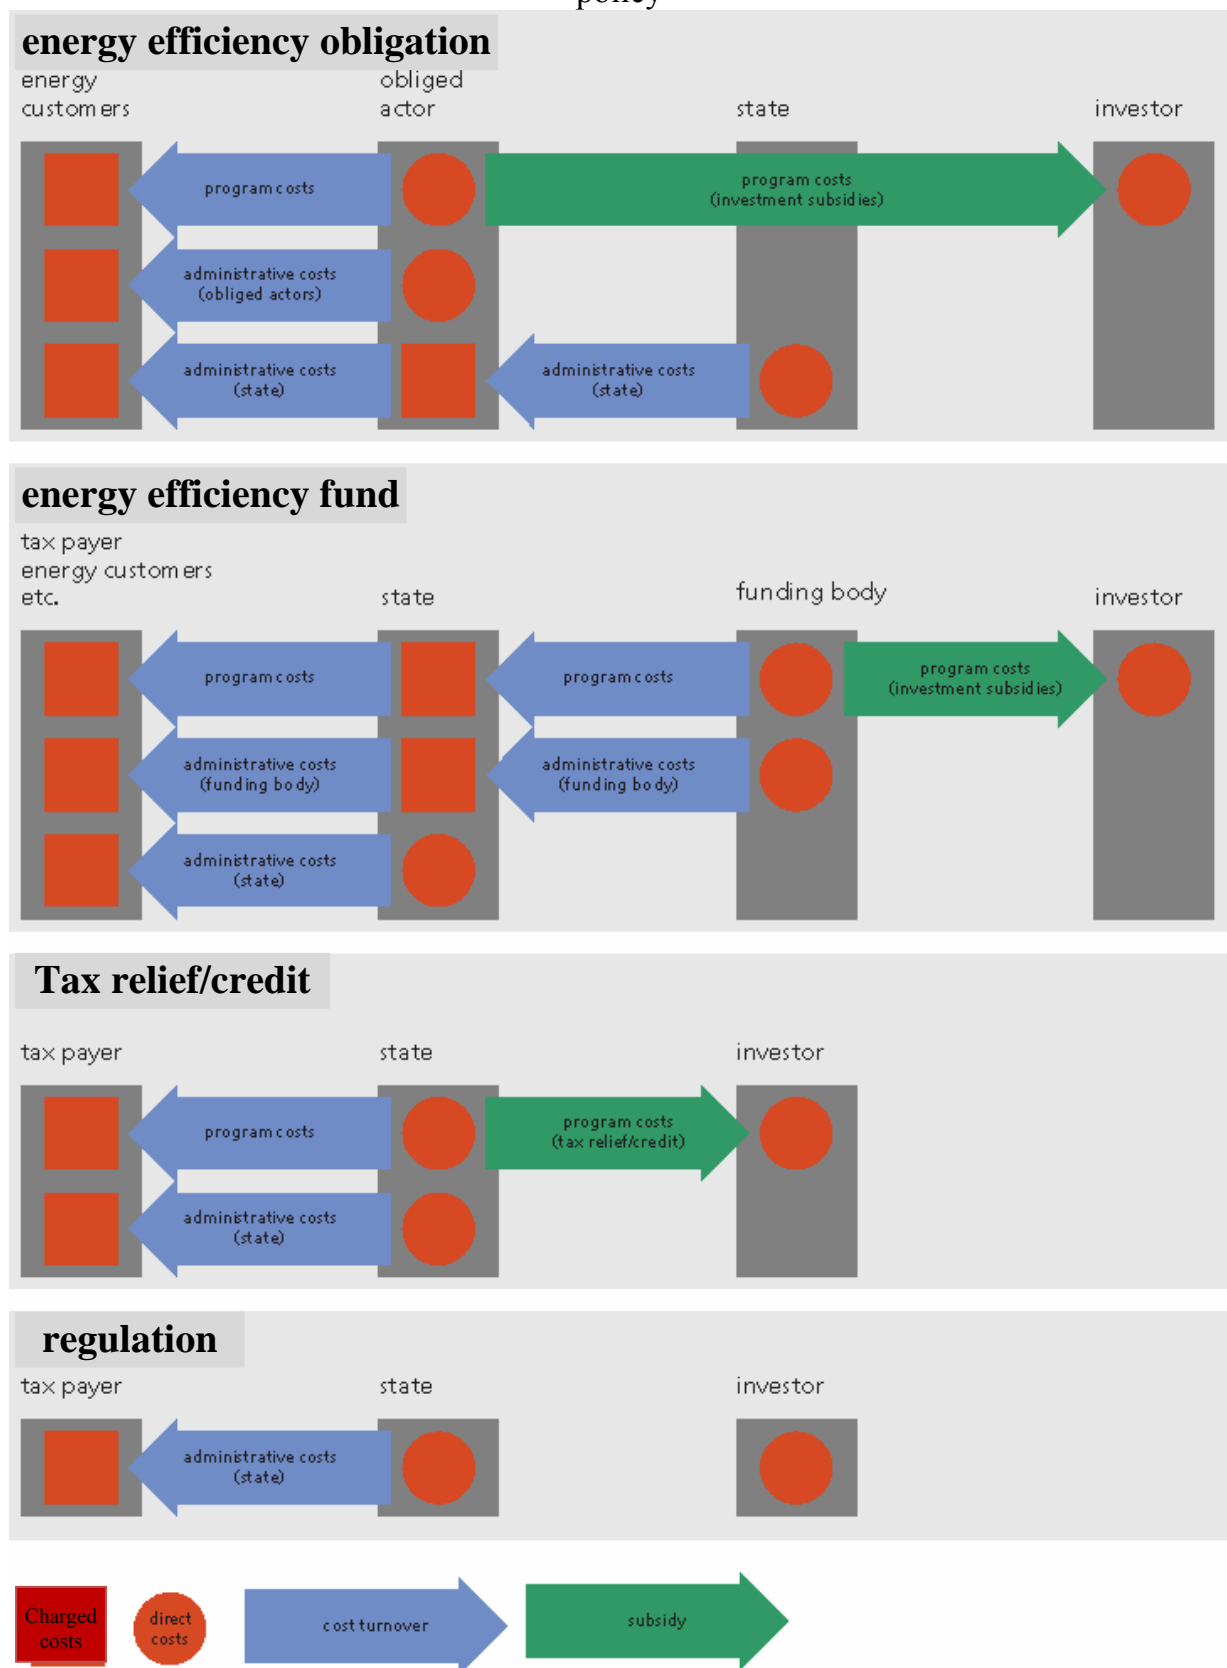 policy
energy efficiency obligation
energy
customers
obliged
actor
state
investor
program costs
program costs
(investment subsidies)
administrative costs
(obliged actors)
administrative costs
(state)
administrative costs
(state)
energy efficiency fund
tax payer
energy customers
etc.
state
funding body
investor
program costs
program costs
program costs
(investment subsidies)
administrative costs
(funding body)
administrative costs
(funding body)
administrative costs
(state)
Tax relief/credit
tax payer
state
investor
program costs
program costs
(tax relief/credit)
administrative costs
(state)
regulation
tax payer
state
investor
administrative costs
(state)
Charged
costs
direct
costs
cost turnover
subsidy